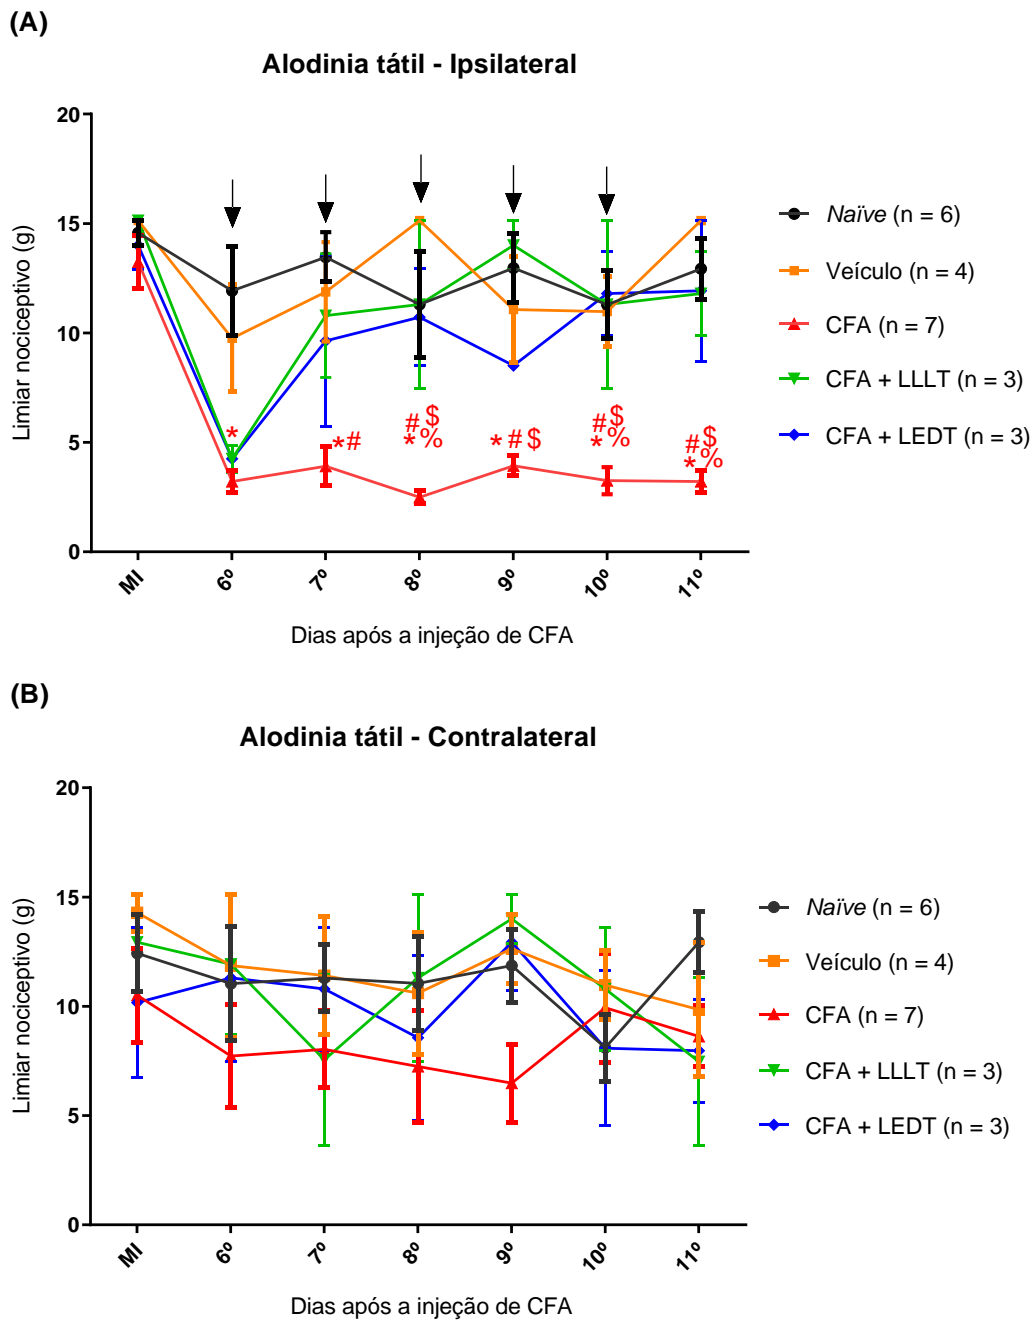 (A)
Alodinia tátil - Ipsilateral
Limiar nociceptivo (g)
20
15
10
5
0
*
*#
#$
*%
*#$
#$
*%
#$
*%
MI
6º
7º
8º
9º
10º
11º
Dias após a injeção de CFA
Naïve (n = 6)
Veículo (n = 4)
CFA (n = 7)
CFA + LLLT (n = 3)
CFA + LEDT (n = 3)
(B)
Alodinia tátil - Contralateral
Limiar nociceptivo (g)
20
15
10
5
0
MI
6º
7º
8º
9º
10º
11º
Dias após a injeção de CFA
Naïve (n = 6)
Veículo (n = 4)
CFA (n = 7)
CFA + LLLT (n = 3)
CFA + LEDT (n = 3)